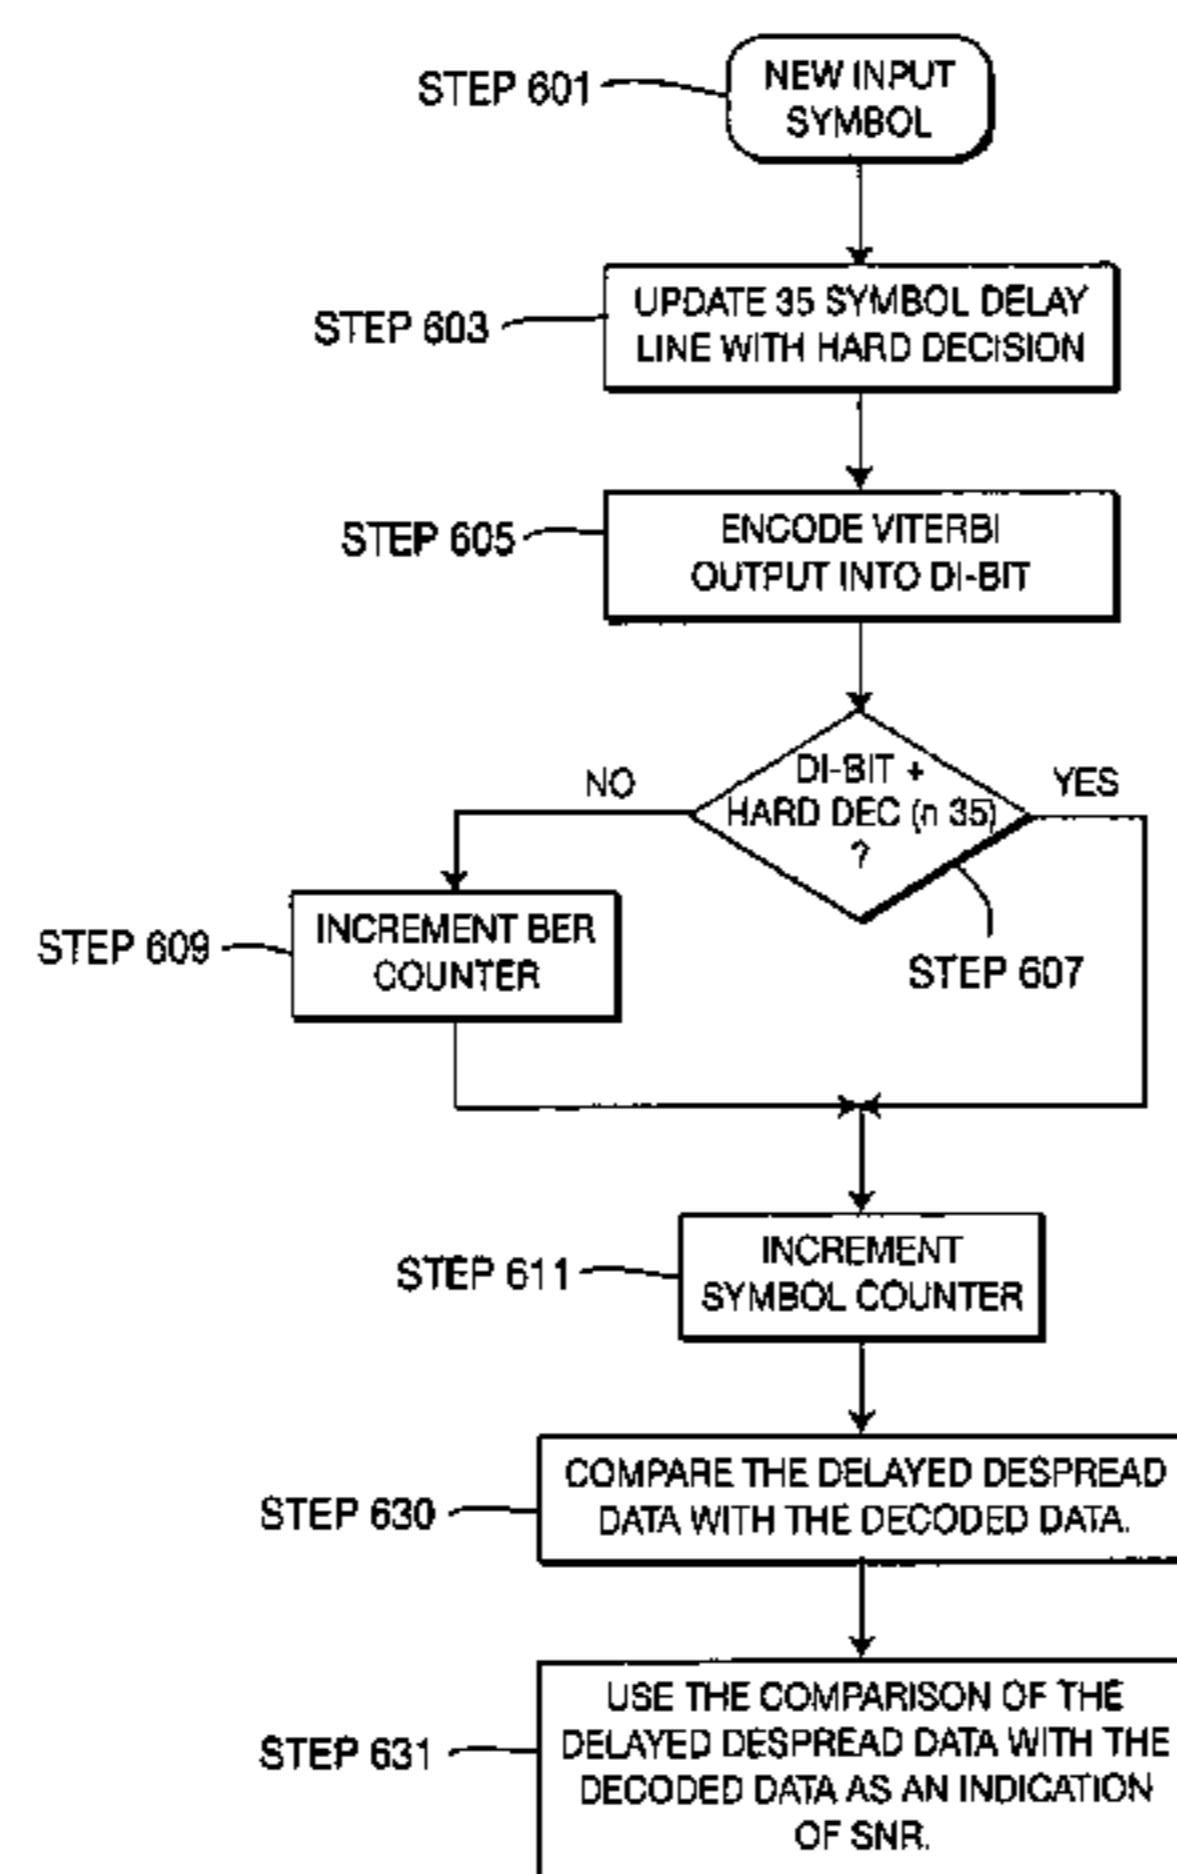 STEP 601
NEW INPUT
SYMBOL
STEP 603
UPDATE 35 SYMBOL DELAY
LINE WITH HARD DECISION
STEP 605
ENCODE VITERBI
OUTPUT INTO DI-BIT
NO
DI-BIT +
HARD DEC (n 35)
?
YES
STEP 607
STEP 609
INCREMENT BER
COUNTER
STEP 611
INCREMENT
SYMBOL COUNTER
STEP 630
COMPARE THE DELAYED DESPREAD
DATA WITH THE DECODED DATA.
STEP 631
USE THE COMPARISON OF THE
DELAYED DESPREAD DATA WITH THE
DECODED DATA AS AN INDICATION
OF SNR.